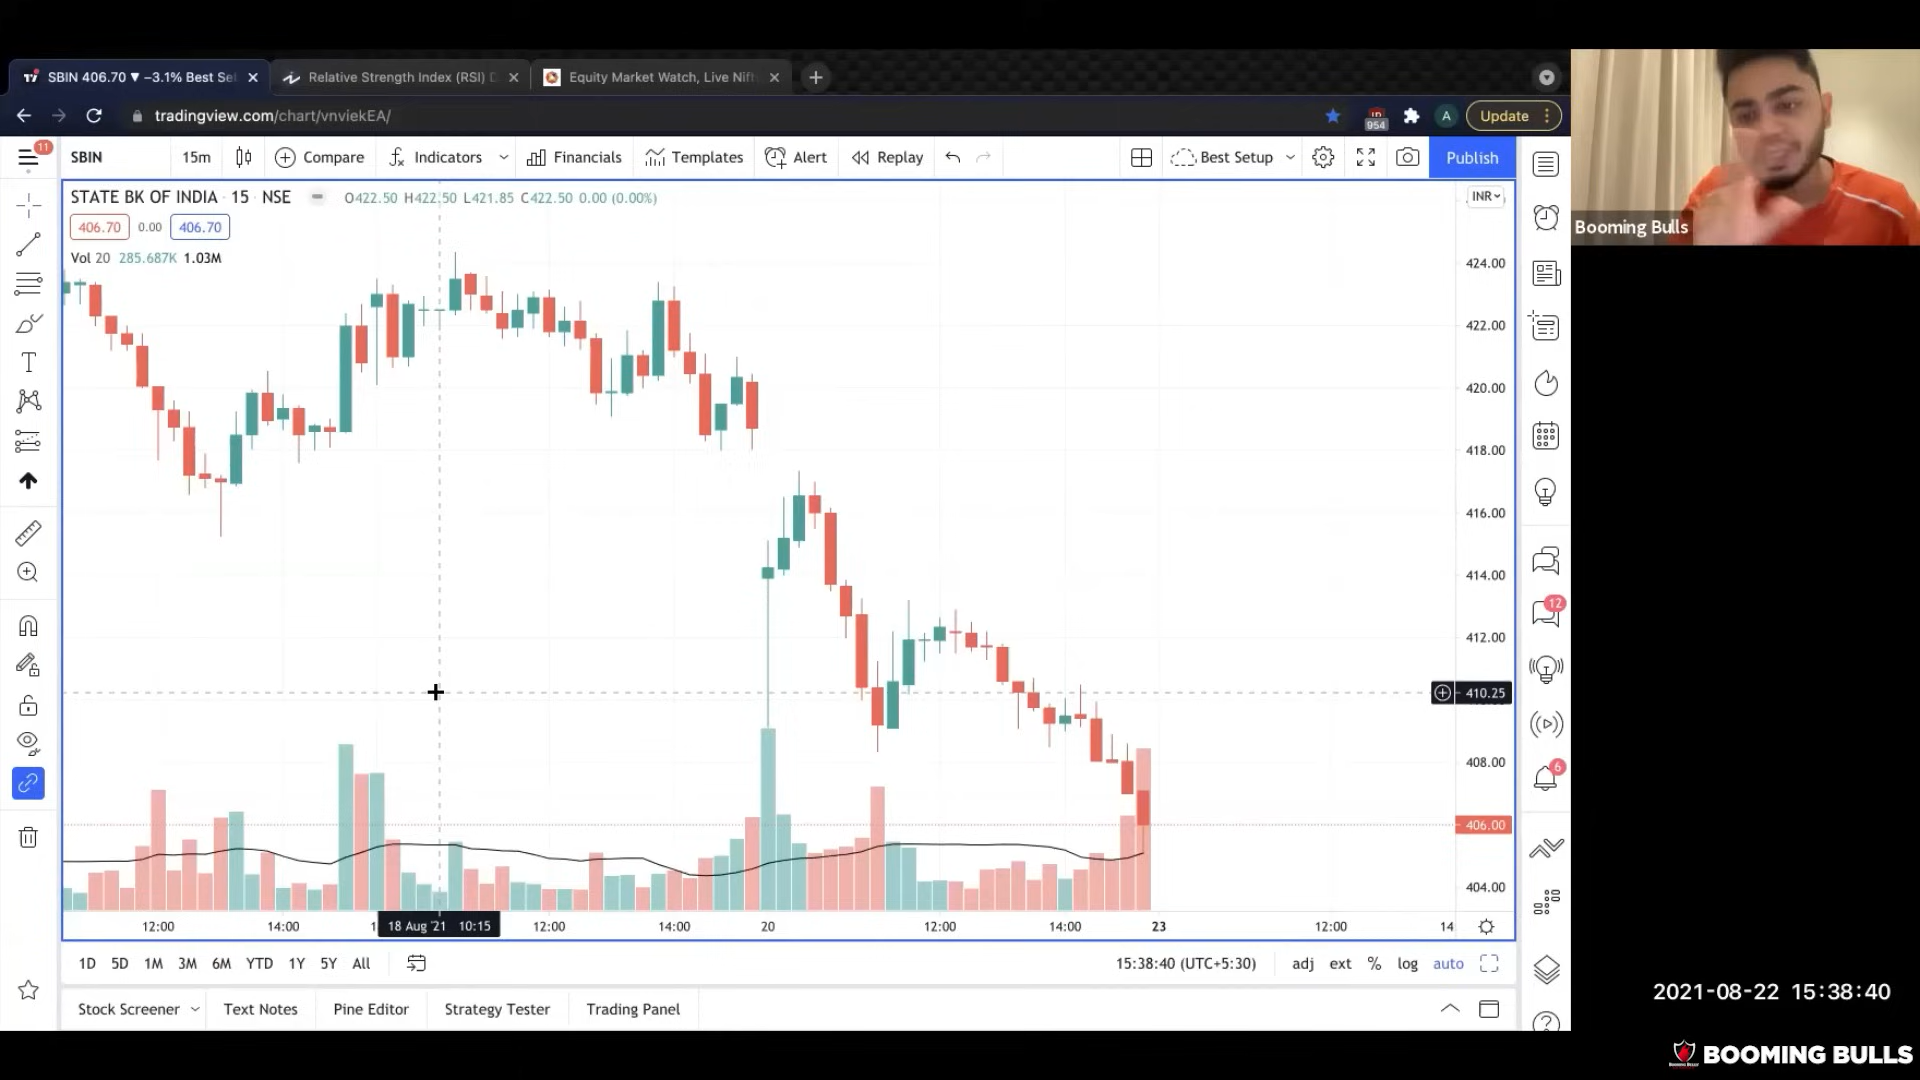 SBIN 406.70 ▼ −3.1% Best Se
Relative Strength Index (RSI) D
Equity Market Watch, Live Nift
tradingview.com/chart/vnviekEA/
954
A
Update
11
SBIN
15m
Compare
Indicators
Financials
Templates
Alert
Replay
Best Setup
Publish
STATE BK OF INDIA · 15 · NSE
O422.50 H422.50 L421.85 C422.50 0.00 (0.00%)
INR
406.70
0.00
406.70
Vol 20 285.687K 1.03M
Booming Bulls
424.00
422.00
420.00
418.00
416.00
414.00
412.00
410.25
408.00
406.00
404.00
12
6
12:00
14:00
18 Aug '21 10:15
12:00
14:00
20
12:00
14:00
23
12:00
14
1D 5D 1M 3M 6M YTD 1Y 5Y All
15:38:40 (UTC+5:30)
adj ext % log auto
Stock Screener
Text Notes
Pine Editor
Strategy Tester
Trading Panel
2021-08-22 15:38:40
BOOMING BULLS